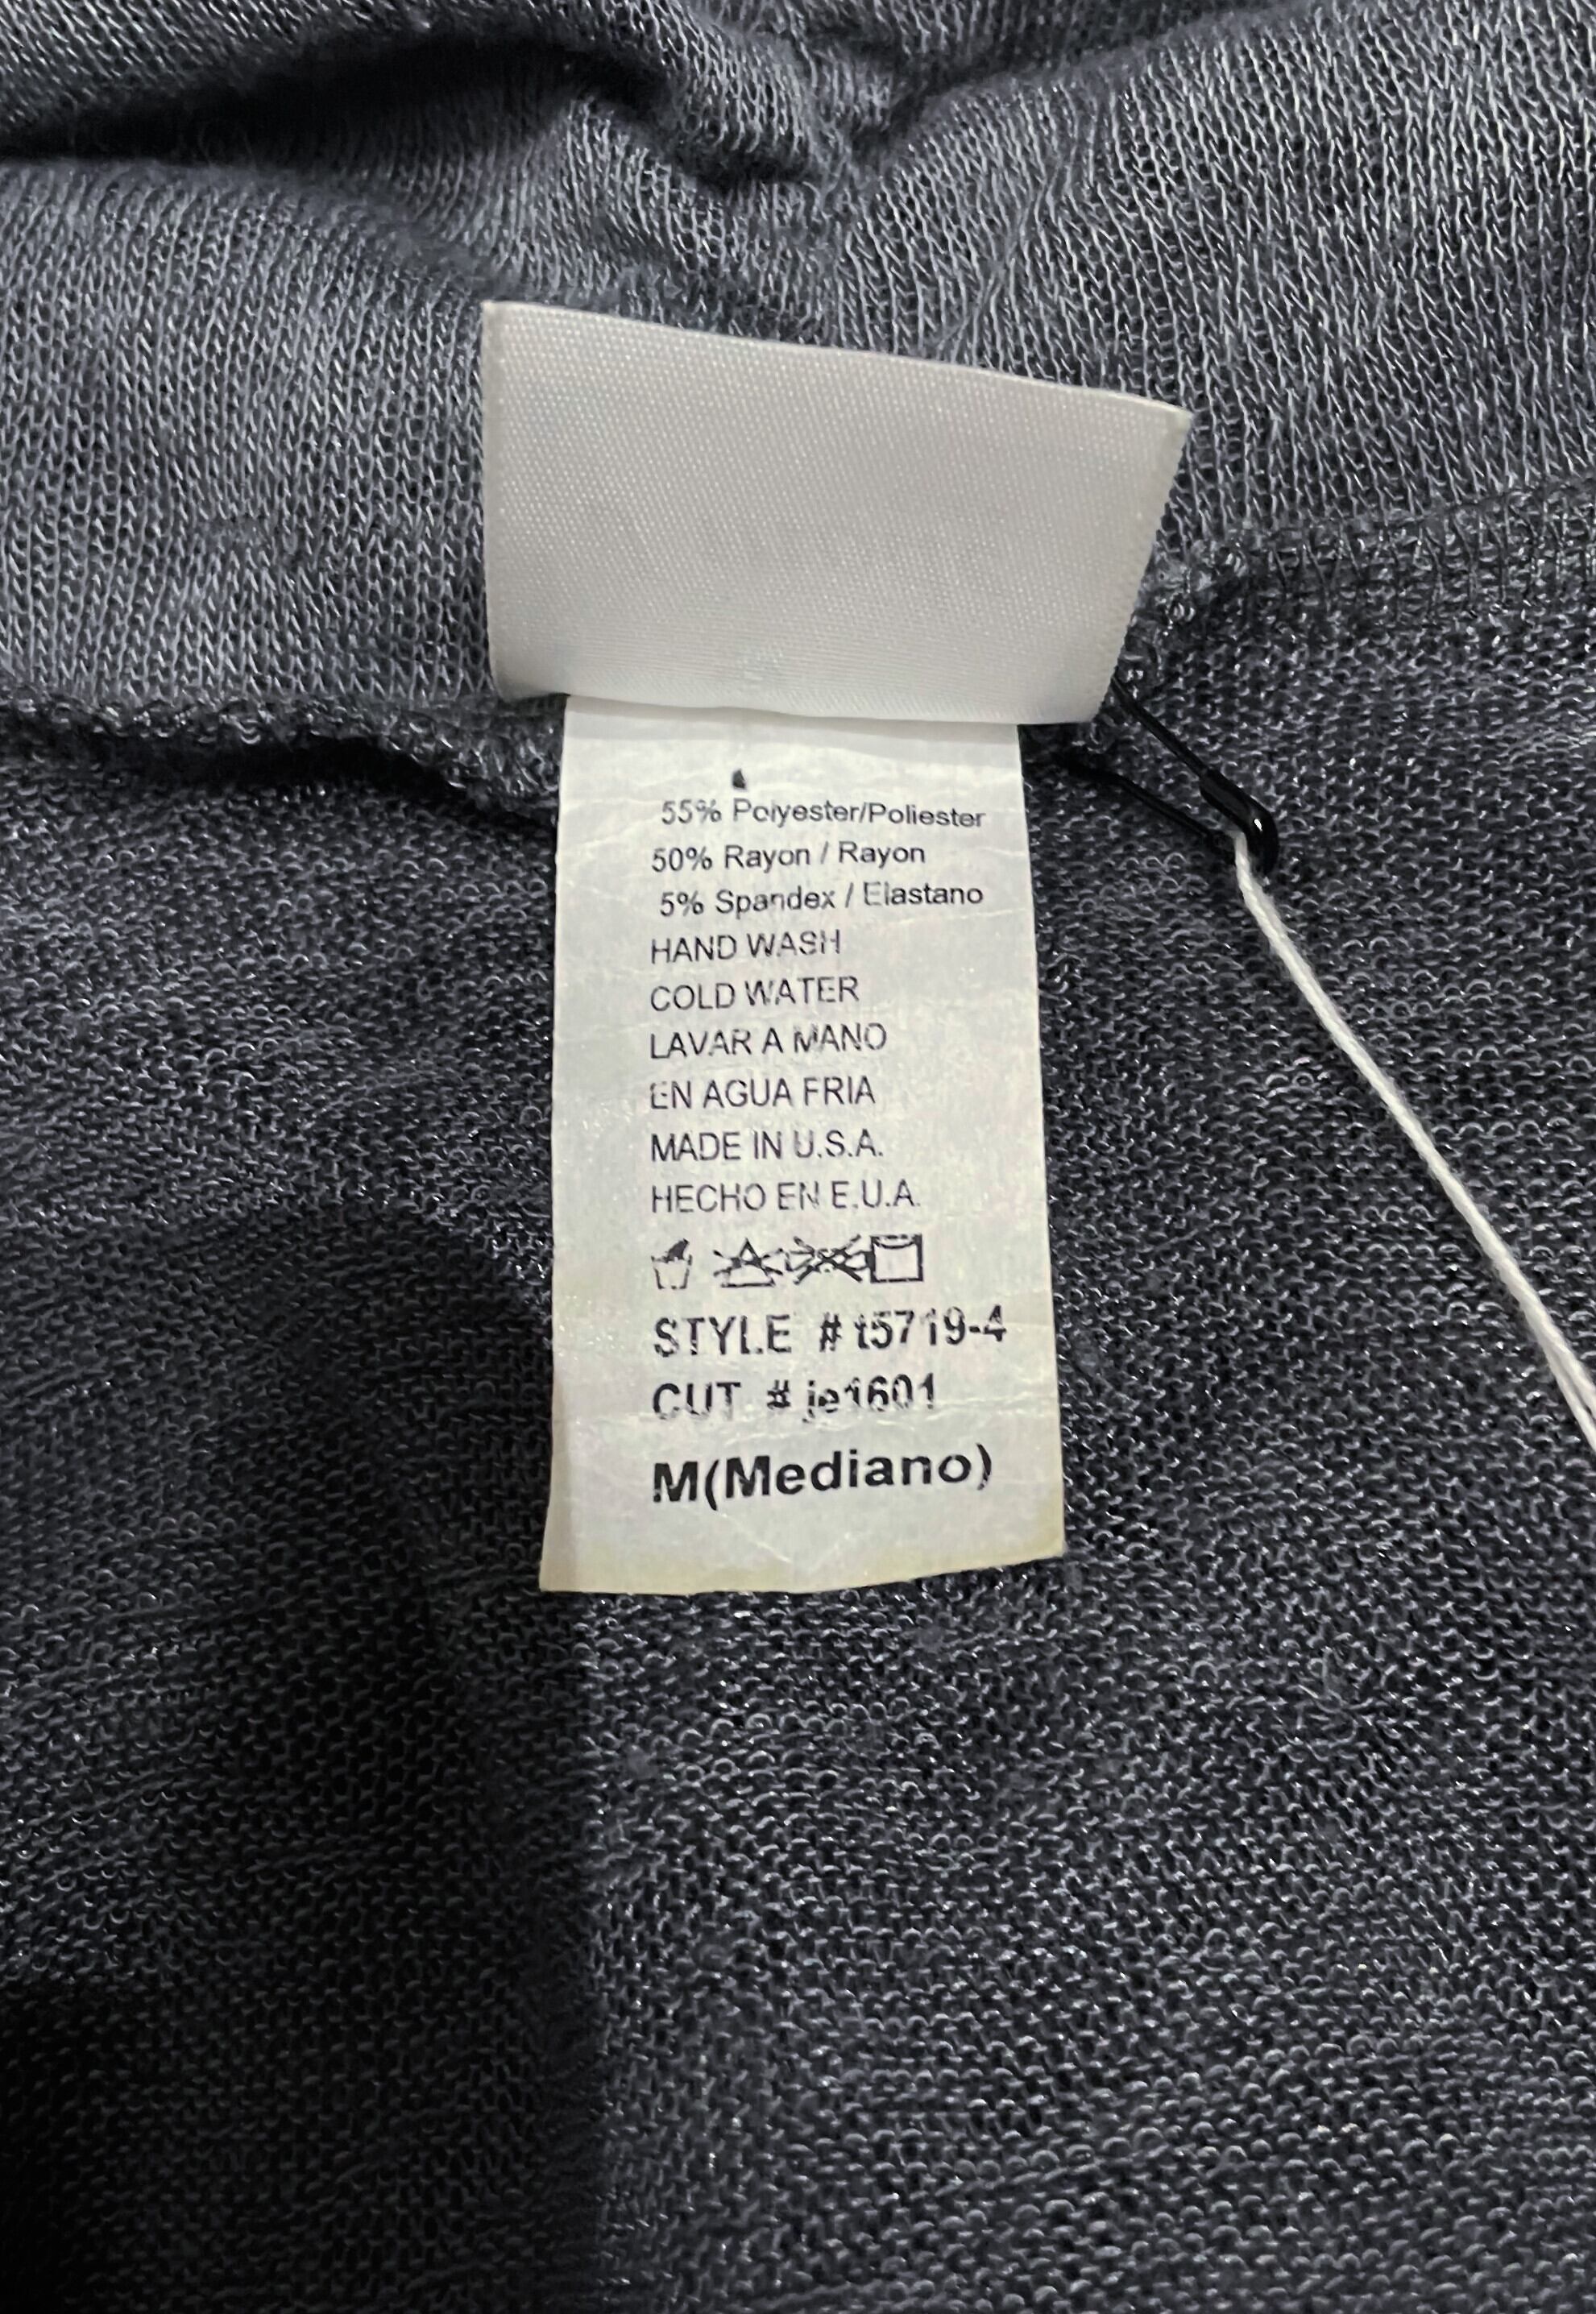 55% Polyester/Poliester
50% Rayon / Rayon
5% Spandex / Elastano
HAND WASH
COLD WATER
LAVAR A MANO
EN AGUA FRIA
MADE IN U.S.A.
HECHO EN E.U.A.
STYLE # t5719-4
CUT # je1601
M(Mediano)